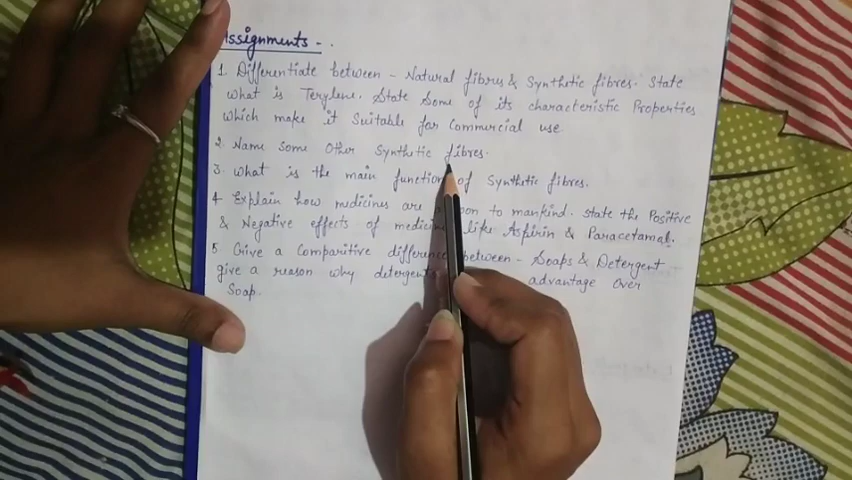 Assignments -.
1. Differentiate between - Natural fibres & Synthetic fibres. State
what is Terylene. State Some of its characteristic Properties
which make it Suitable for Commercial use
2. Name Some Other Synthetic fibres.
3 What is the main function of Synthetic fibres.
4 Explain how medicines are boon to mankind. State the Positive
& Negative effects of medicine like Aspirin & Paracetamal.
5 Give a Comparitive difference between - Soaps & Detergent
give a reason why detergent advantage Over
Soap.